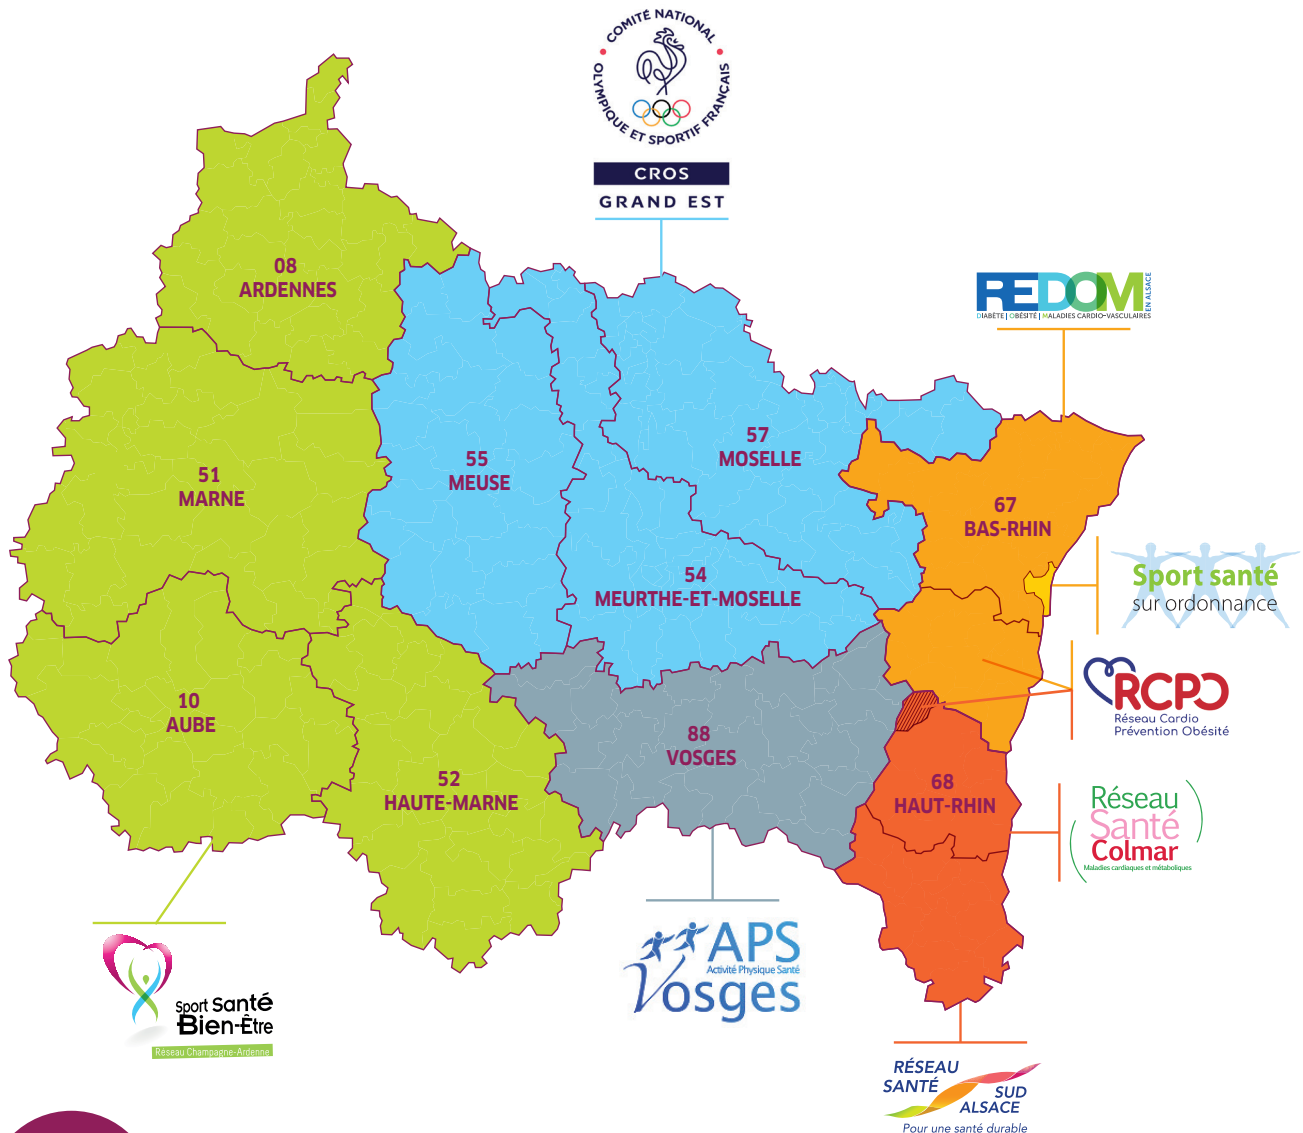 COMITÉ NATIONAL
OLYMPIQUE ET SPORTIF FRANÇAIS
CROS
GRAND EST
08
ARDENNES
REDOM
EN ALSACE
DIABÈTE | OBÉSITÉ | MALADIES CARDIO-VASCULAIRES
51
MARNE
55
MEUSE
57
MOSELLE
67
BAS-RHIN
54
MEURTHE-ET-MOSELLE
Sport santé
sur ordonnance
10
AUBE
52
HAUTE-MARNE
88
VOSGES
68
HAUT-RHIN
RCPO
Réseau Cardio
Prévention Obésité
Réseau
Santé
Colmar
Maladies cardiaques et métaboliques
Sport Santé
Bien-Être
Réseau Champagne-Ardenne
APS
Activité Physique Santé
Vosges
RÉSEAU
SANTÉ
SUD
ALSACE
Pour une santé durable